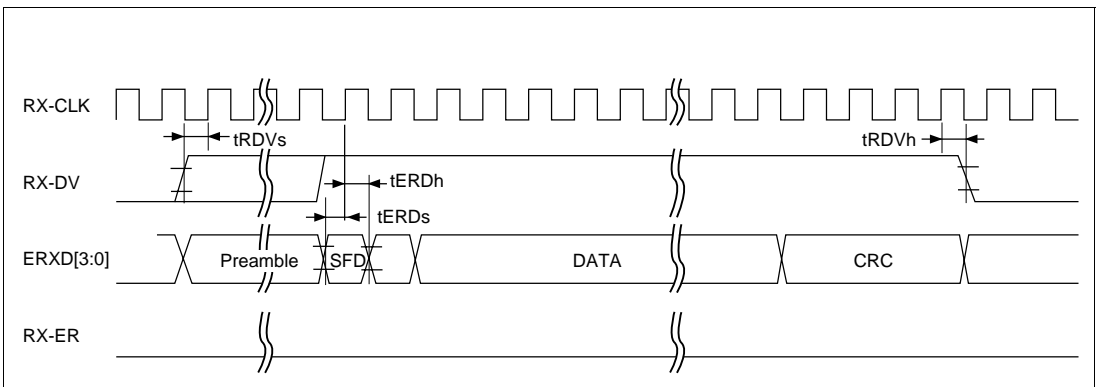 RX-CLK
tRDVs
tRDVh
RX-DV
tERDh
tERDs
ERXD[3:0]
Preamble
SFD
DATA
CRC
RX-ER